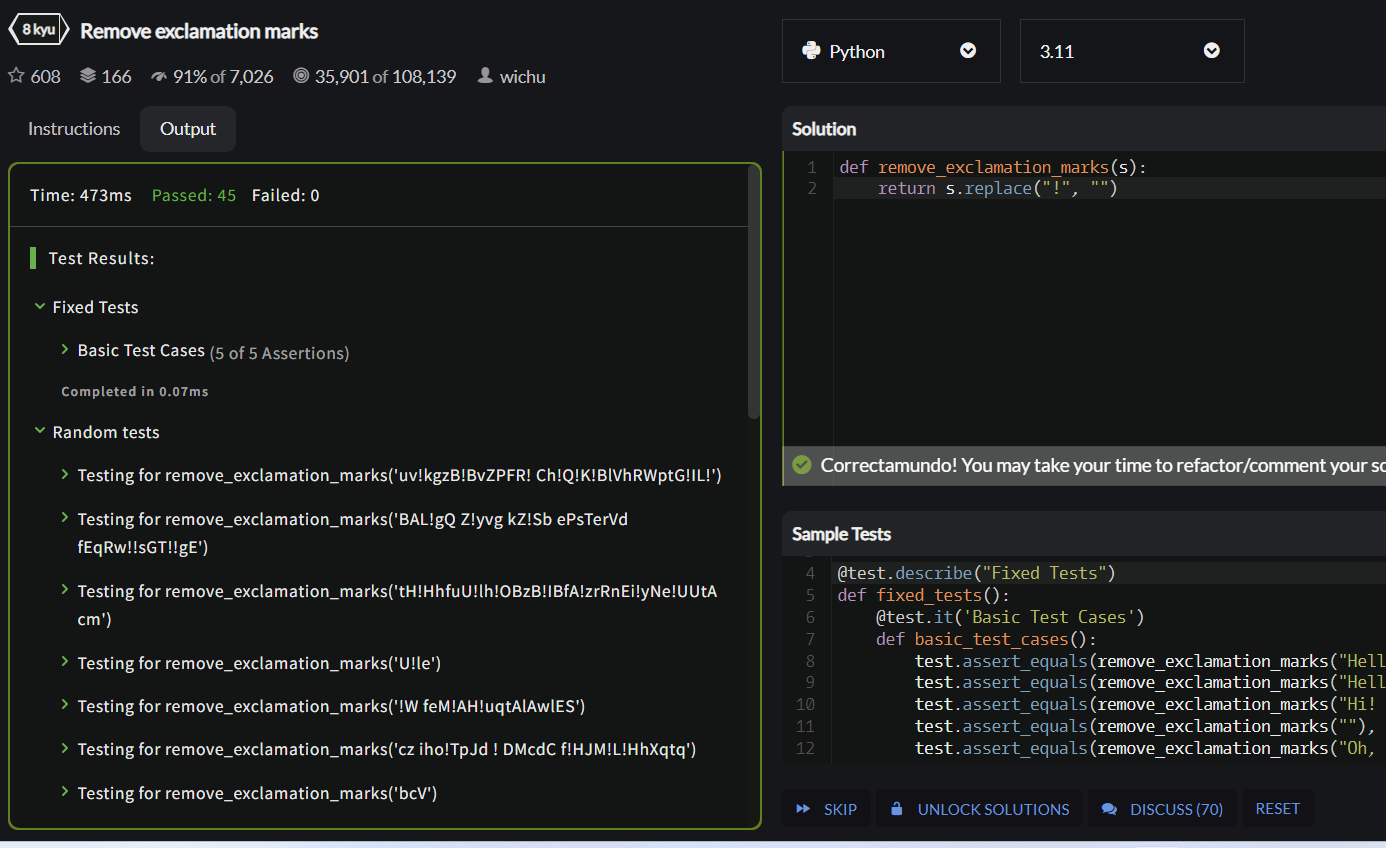 8 kyu Remove exclamation marks
608 166 91% of 7,026 35,901 of 108,139 wichu
Instructions Output
Time: 473ms Passed: 45 Failed: 0
Test Results:
Fixed Tests
Basic Test Cases (5 of 5 Assertions)
Completed in 0.07ms
Random tests
Testing for remove_exclamation_marks('uv!kgzB!BvZPFR! Ch!Q!K!BlVhRWptG!IL!')
Testing for remove_exclamation_marks('BAL!gQ Z!yvg kZ!Sb ePsTerVd
fEqRw!!sGT!!gE')
Testing for remove_exclamation_marks('tH!HhfuU!lh!OBzB!IBfA!zrRnEi!yNe!UUtA
cm')
Testing for remove_exclamation_marks('U!le')
Testing for remove_exclamation_marks('!W feM!AH!uqtAlAwlES')
Testing for remove_exclamation_marks('cz iho!TpJd ! DMcdC f!HJM!L!HhXqtq')
Testing for remove_exclamation_marks('bcV')
Python 3.11
Solution
1 def remove_exclamation_marks(s):
2 return s.replace("!", "")
Correctamundo! You may take your time to refactor/comment your so
Sample Tests
4 @test.describe("Fixed Tests")
5 def fixed_tests():
6 @test.it('Basic Test Cases')
7 def basic_test_cases():
8 test.assert_equals(remove_exclamation_marks("Hell
9 test.assert_equals(remove_exclamation_marks("Hell
10 test.assert_equals(remove_exclamation_marks("Hi!
11 test.assert_equals(remove_exclamation_marks(""),
12 test.assert_equals(remove_exclamation_marks("Oh,
SKIP UNLOCK SOLUTIONS DISCUSS (70) RESET